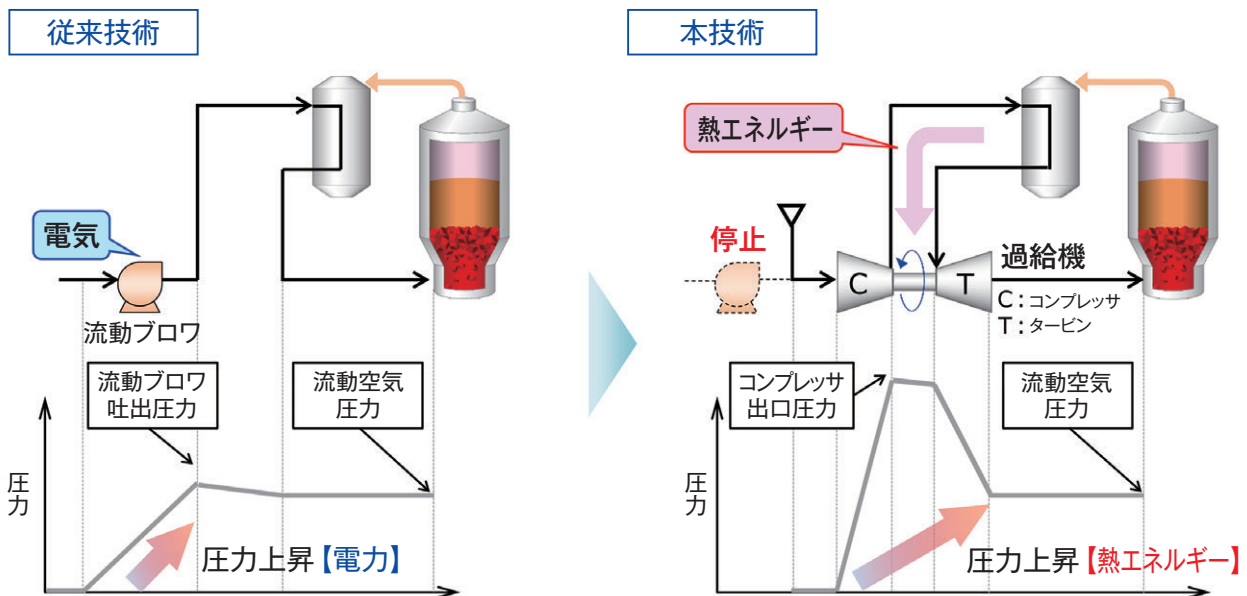 従来技術
電気
流動ブロワ
流動ブロワ
吐出圧力
流動空気
圧力
圧力
圧力上昇【電力】
本技術
熱エネルギー
停止
C
T
過給機
C：コンプレッサ
T：タービン
コンプレッサ
出口圧力
流動空気
圧力
圧力
圧力上昇【熱エネルギー】